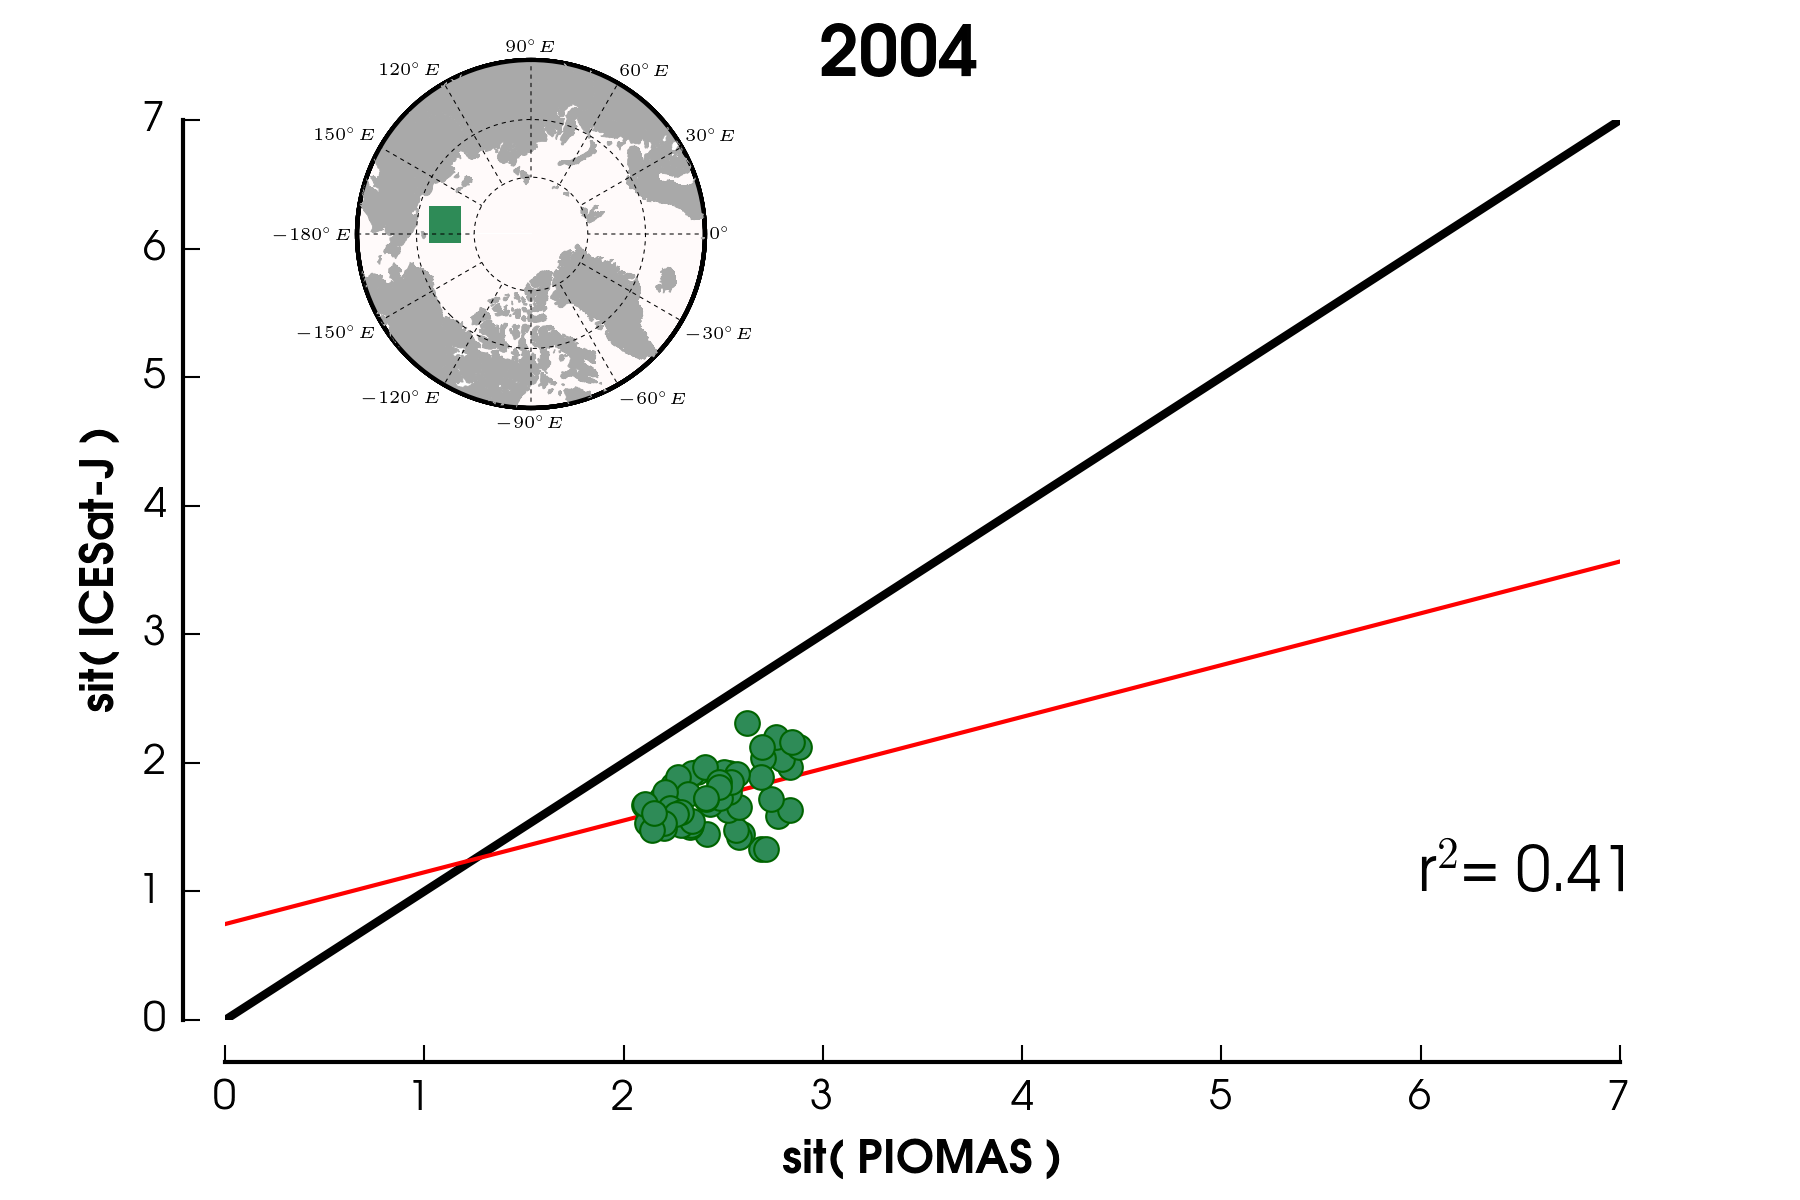 2004
90° E
120° E
60° E
150° E
30° E
−180° E
0°
−150° E
−30° E
−120° E
−60° E
−90° E
7
6
5
4
3
2
1
0
sit( ICESat-J )
r²= 0.41
0 1 2 3 4 5 6 7
sit( PIOMAS )